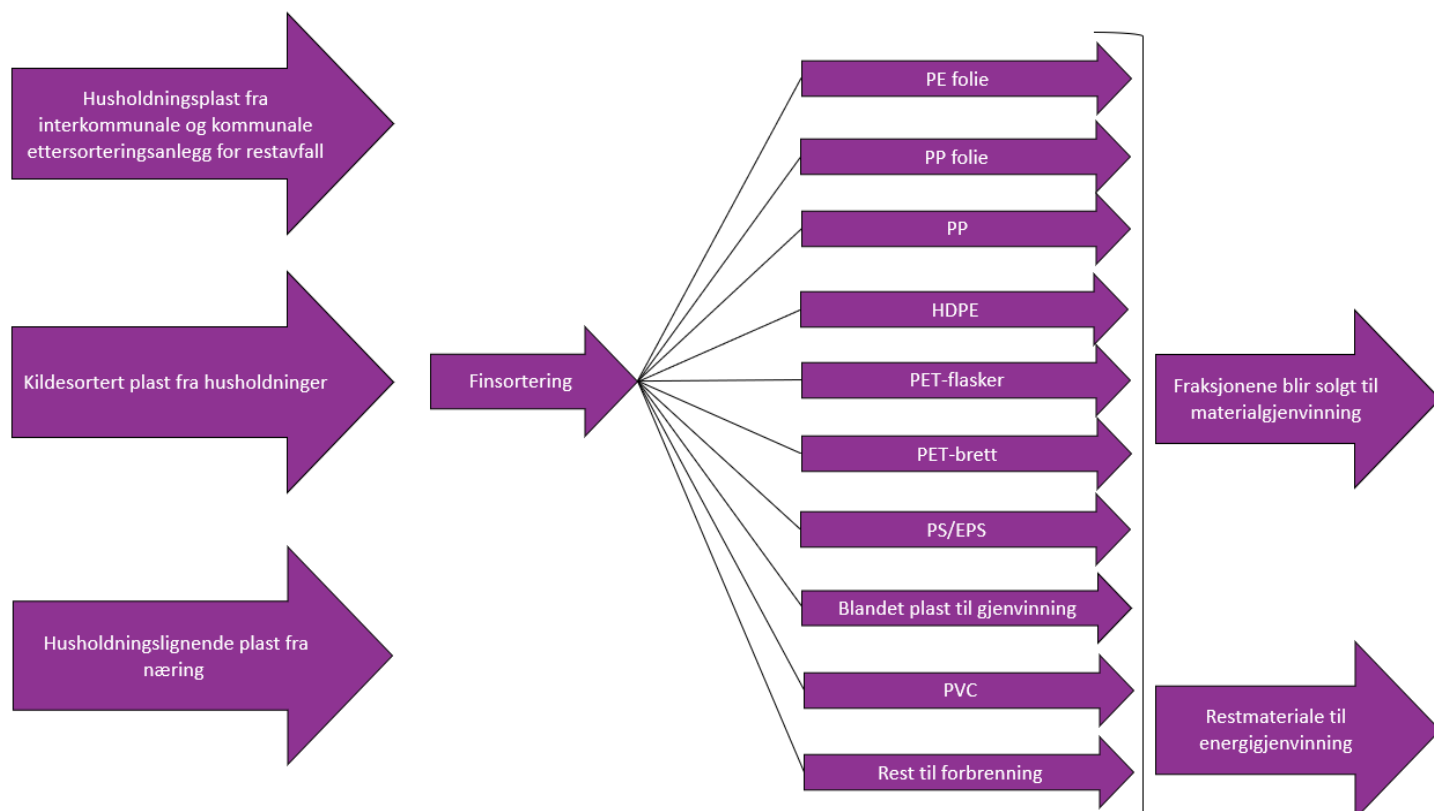 Husholdningsplast fra
interkommunale og kommunale
ettersorteringsanlegg for restavfall
Kildesortert plast fra husholdninger
Husholdningslignende plast fra
næring
Finsortering
PE folie
PP folie
PP
HDPE
PET-flasker
PET-brett
PS/EPS
Blandet plast til gjenvinning
PVC
Rest til forbrenning
Fraksjonene blir solgt til
materialgjenvinning
Restmateriale til
energigjenvinning